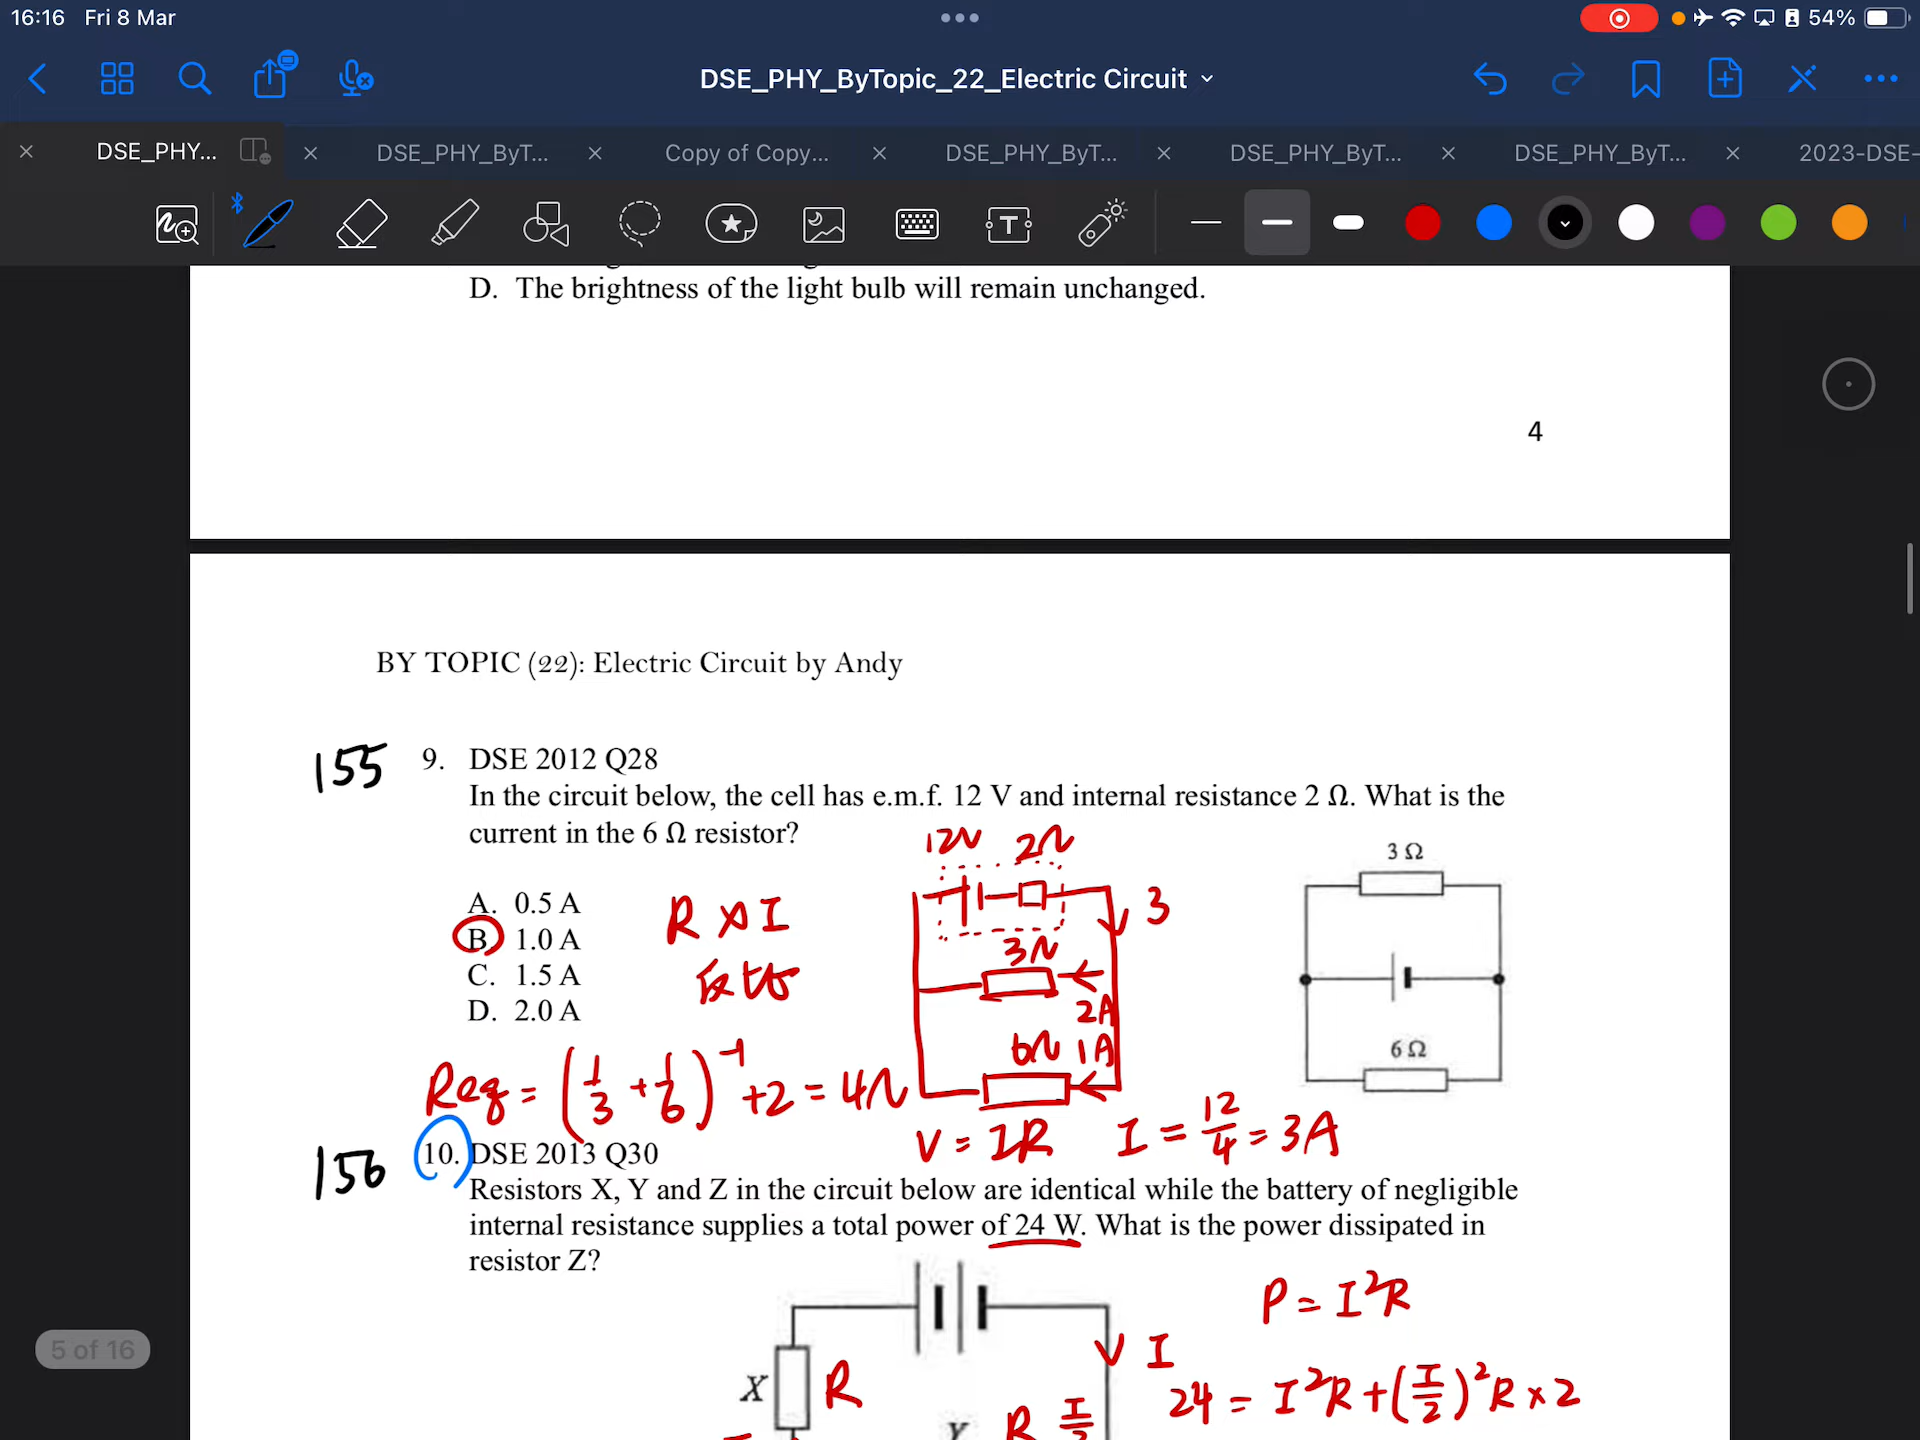 16:16 Fri 8 Mar
54%
DSE_PHY_ByTopic_22_Electric Circuit
DSE_PHY...
DSE_PHY_ByT...
Copy of Copy...
DSE_PHY_ByT...
DSE_PHY_ByT...
DSE_PHY_ByT...
2023-DSE-
D. The brightness of the light bulb will remain unchanged.
4
BY TOPIC (22): Electric Circuit by Andy
155
9. DSE 2012 Q28
In the circuit below, the cell has e.m.f. 12 V and internal resistance 2 Ω. What is the
current in the 6 Ω resistor?
12V 2Ω
3 Ω
A. 0.5 A
B. 1.0 A
C. 1.5 A
D. 2.0 A
R 与 I
反比
3
3Ω
2A
6Ω 1A
6 Ω
Req = (1/3 + 1/6)^-1 + 2 = 4Ω
V = IR I = 12/4 = 3A
156
10. DSE 2013 Q30
Resistors X, Y and Z in the circuit below are identical while the battery of negligible
internal resistance supplies a total power of 24 W. What is the power dissipated in
resistor Z?
P = I²R
I
X R
24 = I²R + (I/2)²R × 2
Y R I/2
5 of 16